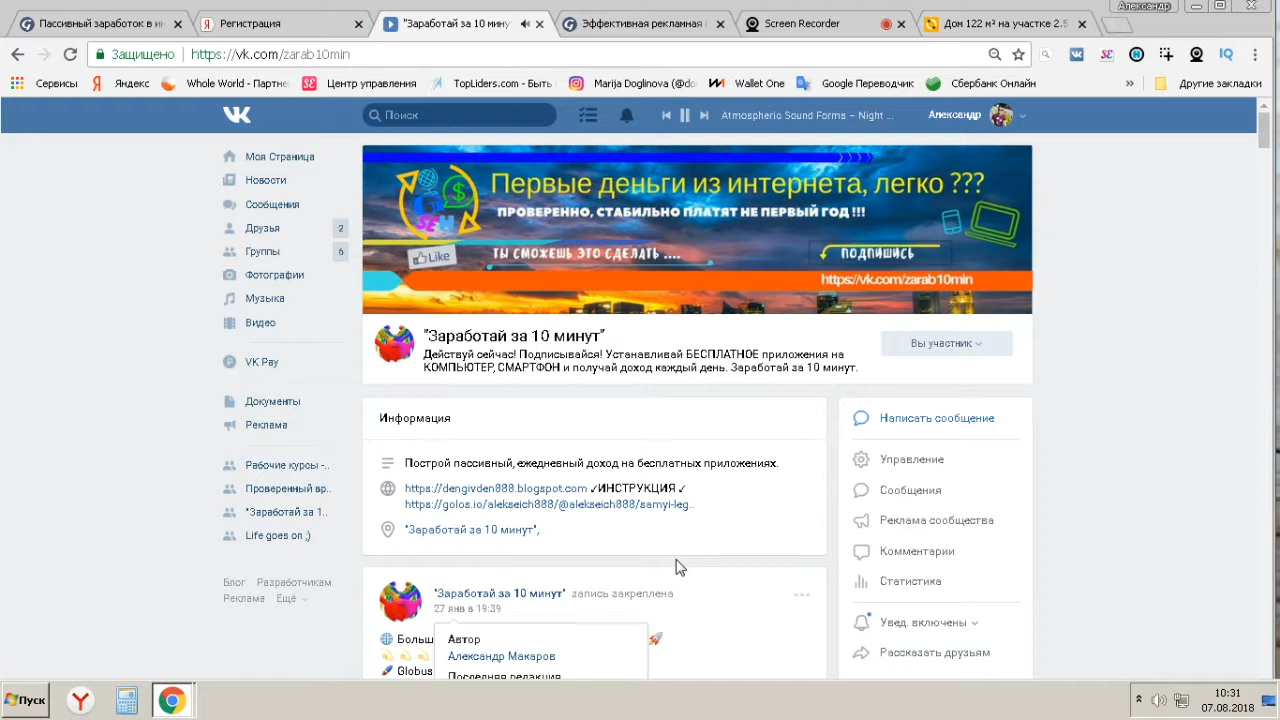 Александр
Пассивный заработок в ин
Регистрация
"Заработай за 10 мину
Эффективная рекламная
Screen Recorder
Дом 122 м² на участке 2.5
Защищено
https://vk.com/zarab10min
Сервисы
Яндекс
Whole World - Партне
Центр управления
TopLiders.com - Быть
Marija Doglinova (@do
Wallet One
Google Переводчик
Сбербанк Онлайн
»
Другие закладки
Поиск
Atmospheric Sound Forms – Night ...
Александр
Моя Страница
Новости
Сообщения
Друзья 2
Группы 6
Фотографии
Музыка
Видео
VK Pay
Документы
Реклама
Рабочие курсы -..
Проверенный вр..
"Заработай за 1..
Life goes on ;)
Блог Разработчикам
Реклама Ещё
Первые деньги из интернета, легко ???
ПРОВЕРЕННО, СТАБИЛЬНО ПЛАТЯТ НЕ ПЕРВЫЙ ГОД !!!
SEH
Like
ТЫ СМОЖЕШЬ ЭТО СДЕЛАТЬ ....
ПОДПИШИСЬ
https://vk.com/zarab10min
"Заработай за 10 минут"
Действуй сейчас! Подписывайся! Устанавливай БЕСПЛАТНОЕ приложения на
КОМПЬЮТЕР, СМАРТФОН и получай доход каждый день. Заработай за 10 минут.
Вы участник
Информация
Построй пассивный, ежедневный доход на бесплатных приложениях.
https://dengivden888.blogspot.com ↙ИНСТРУКЦИЯ↙
https://golos.io/alekseich888/@alekseich888/samyi-leg..
"Заработай за 10 минут",
"Заработай за 10 минут" запись закреплена
27 янв в 19:39
Больш
Globus
Автор
Александр Макаров
Последняя редакция
Написать сообщение
Управление
Сообщения
Реклама сообщества
Комментарии
Статистика
Увед. включены
Рассказать друзьям
Пуск
10:31
07.08.2018